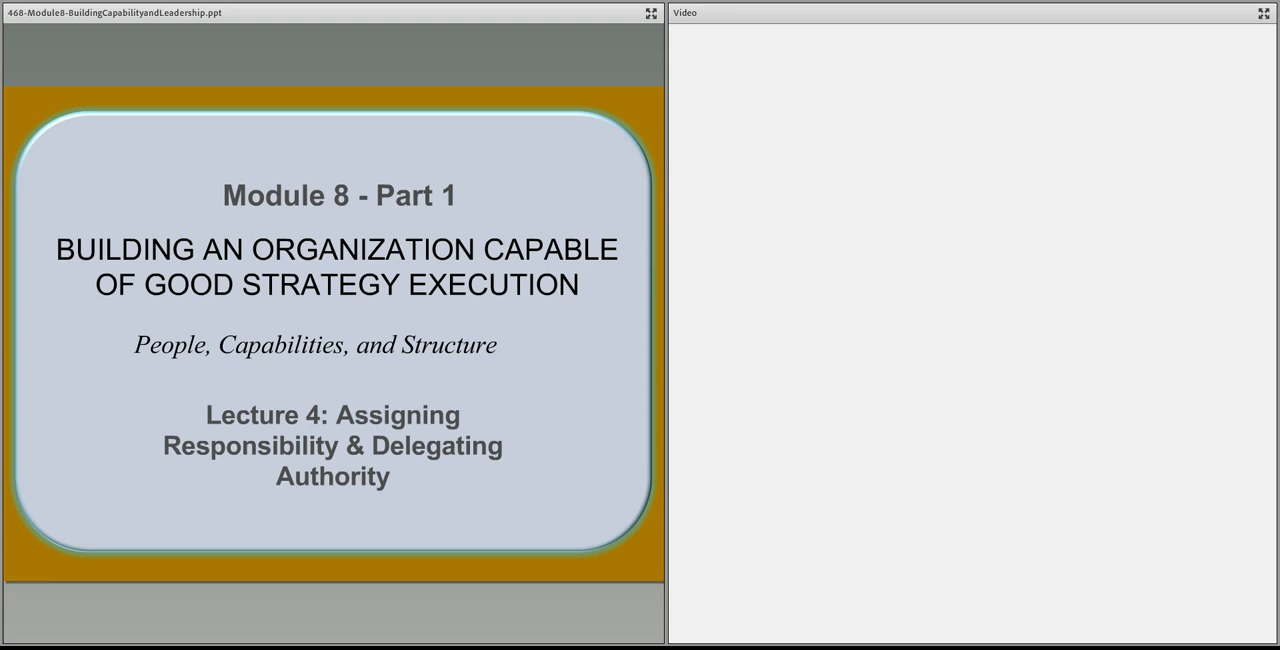 468-Module8-BuildingCapabilityandLeadership.ppt
Video
Module 8 - Part 1
BUILDING AN ORGANIZATION CAPABLE
OF GOOD STRATEGY EXECUTION
People, Capabilities, and Structure
Lecture 4: Assigning
Responsibility & Delegating
Authority